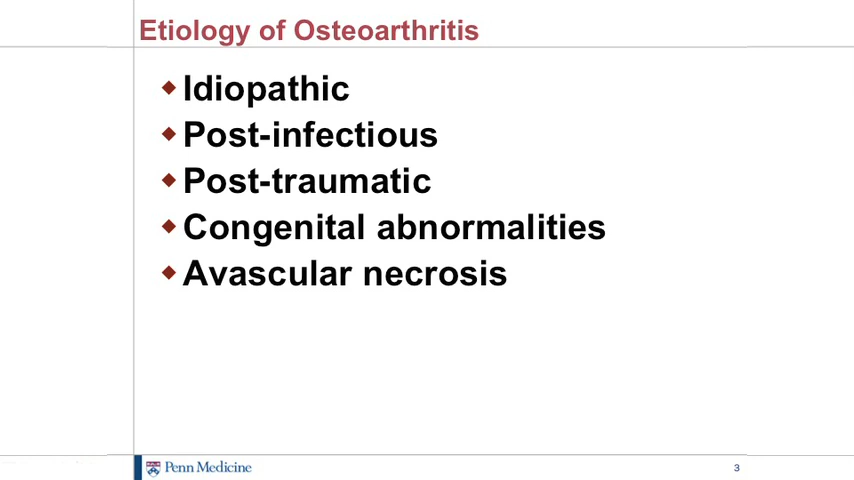 Etiology of Osteoarthritis
Idiopathic
Post-infectious
Post-traumatic
Congenital abnormalities
Avascular necrosis
Penn Medicine
3